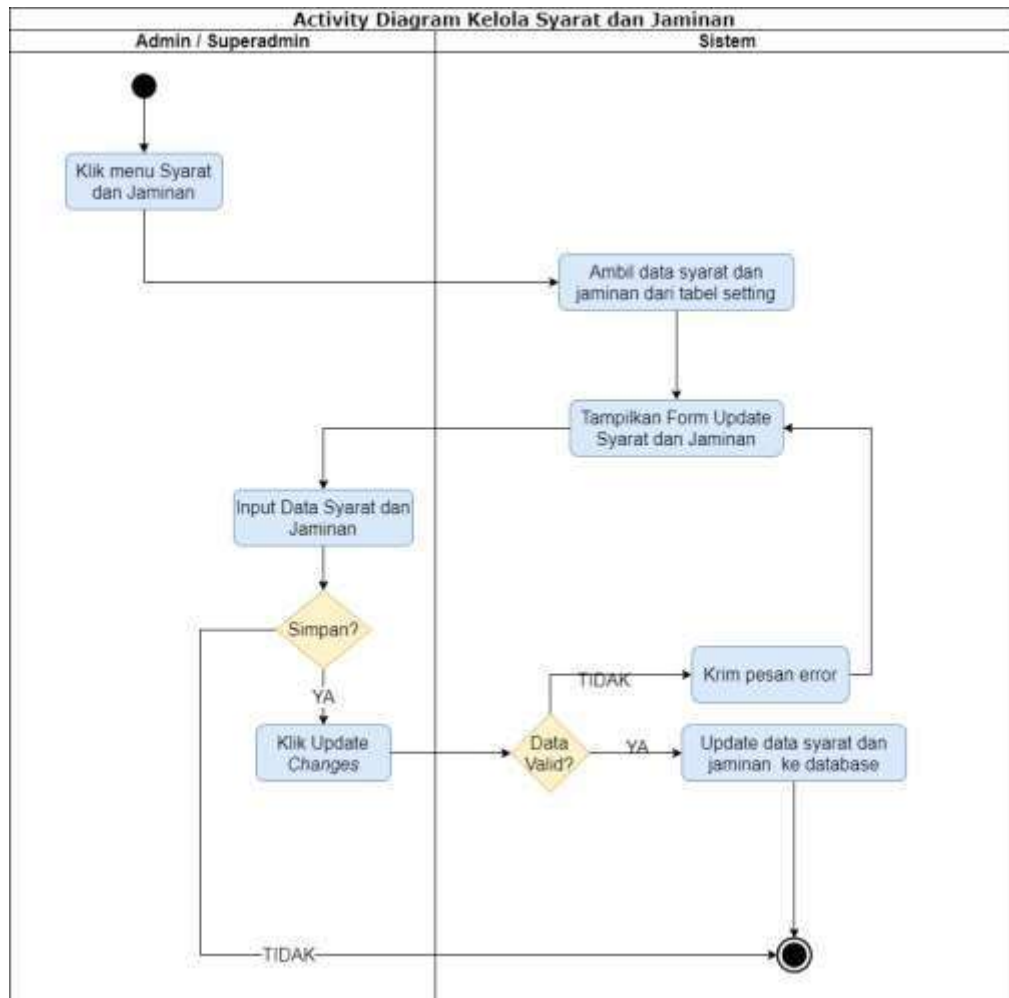 Activity Diagram Kelola Syarat dan Jaminan
Admin / Superadmin
Sistem
Klik menu Syarat
dan Jaminan
Ambil data syarat dan
jaminan dari tabel setting
Tampilkan Form Update
Syarat dan Jaminan
Input Data Syarat dan
Jaminan
Simpan?
YA
Klik Update
Changes
Data
Valid?
TIDAK
Krim pesan error
YA
Update data syarat dan
jaminan ke database
TIDAK